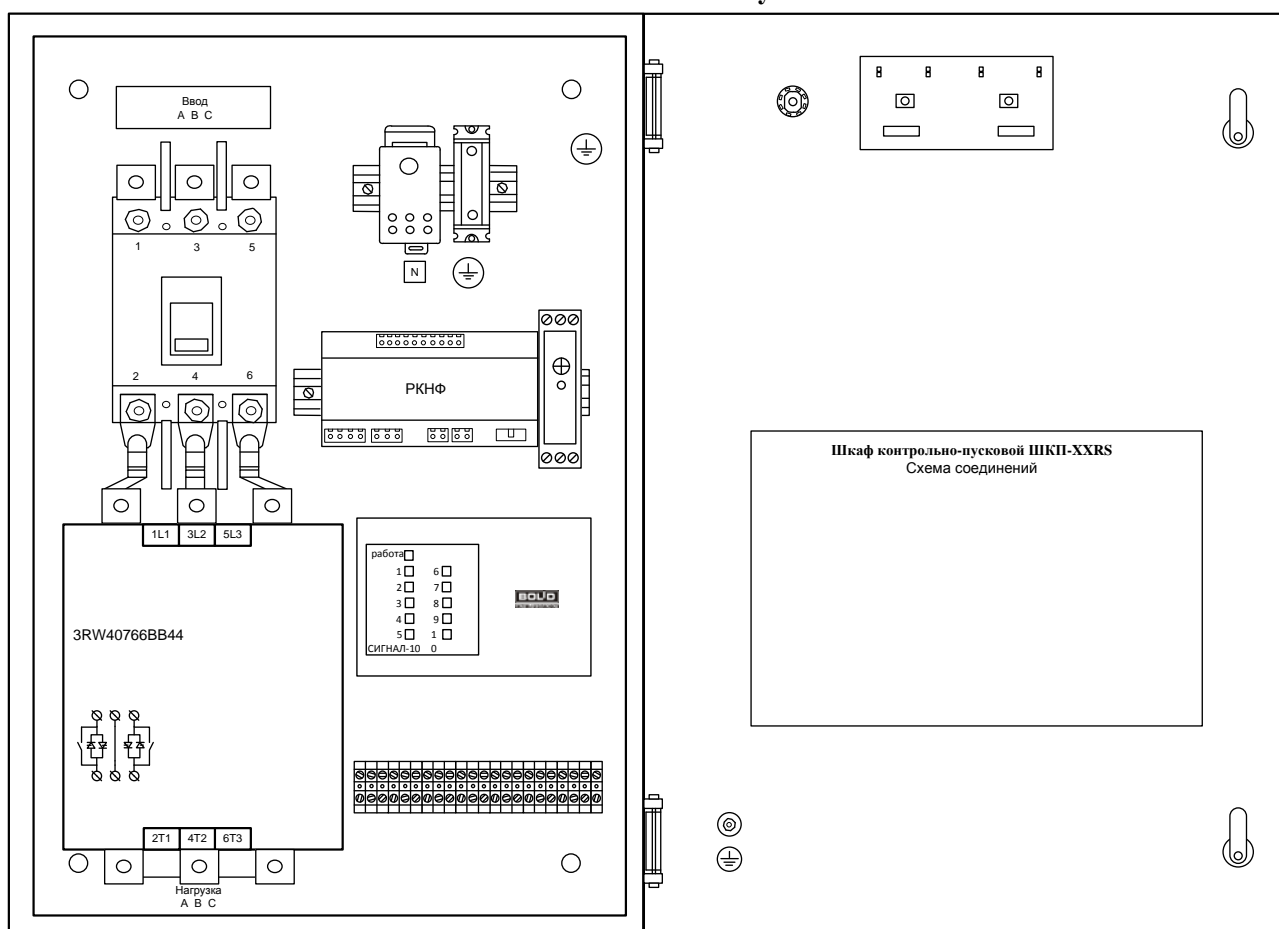 Ввод
A B C
1 3 5
2 4 6
N
РКНФ
1L1 3L2 5L3
3RW40766BB44
2T1 4T2 6T3
Нагрузка
A B C
работа
1 6
2 7
3 8
4 9
5 1
СИГНАЛ-10 0
BOLID
Шкаф контрольно-пусковой ШКП-XXRS
Схема соединений